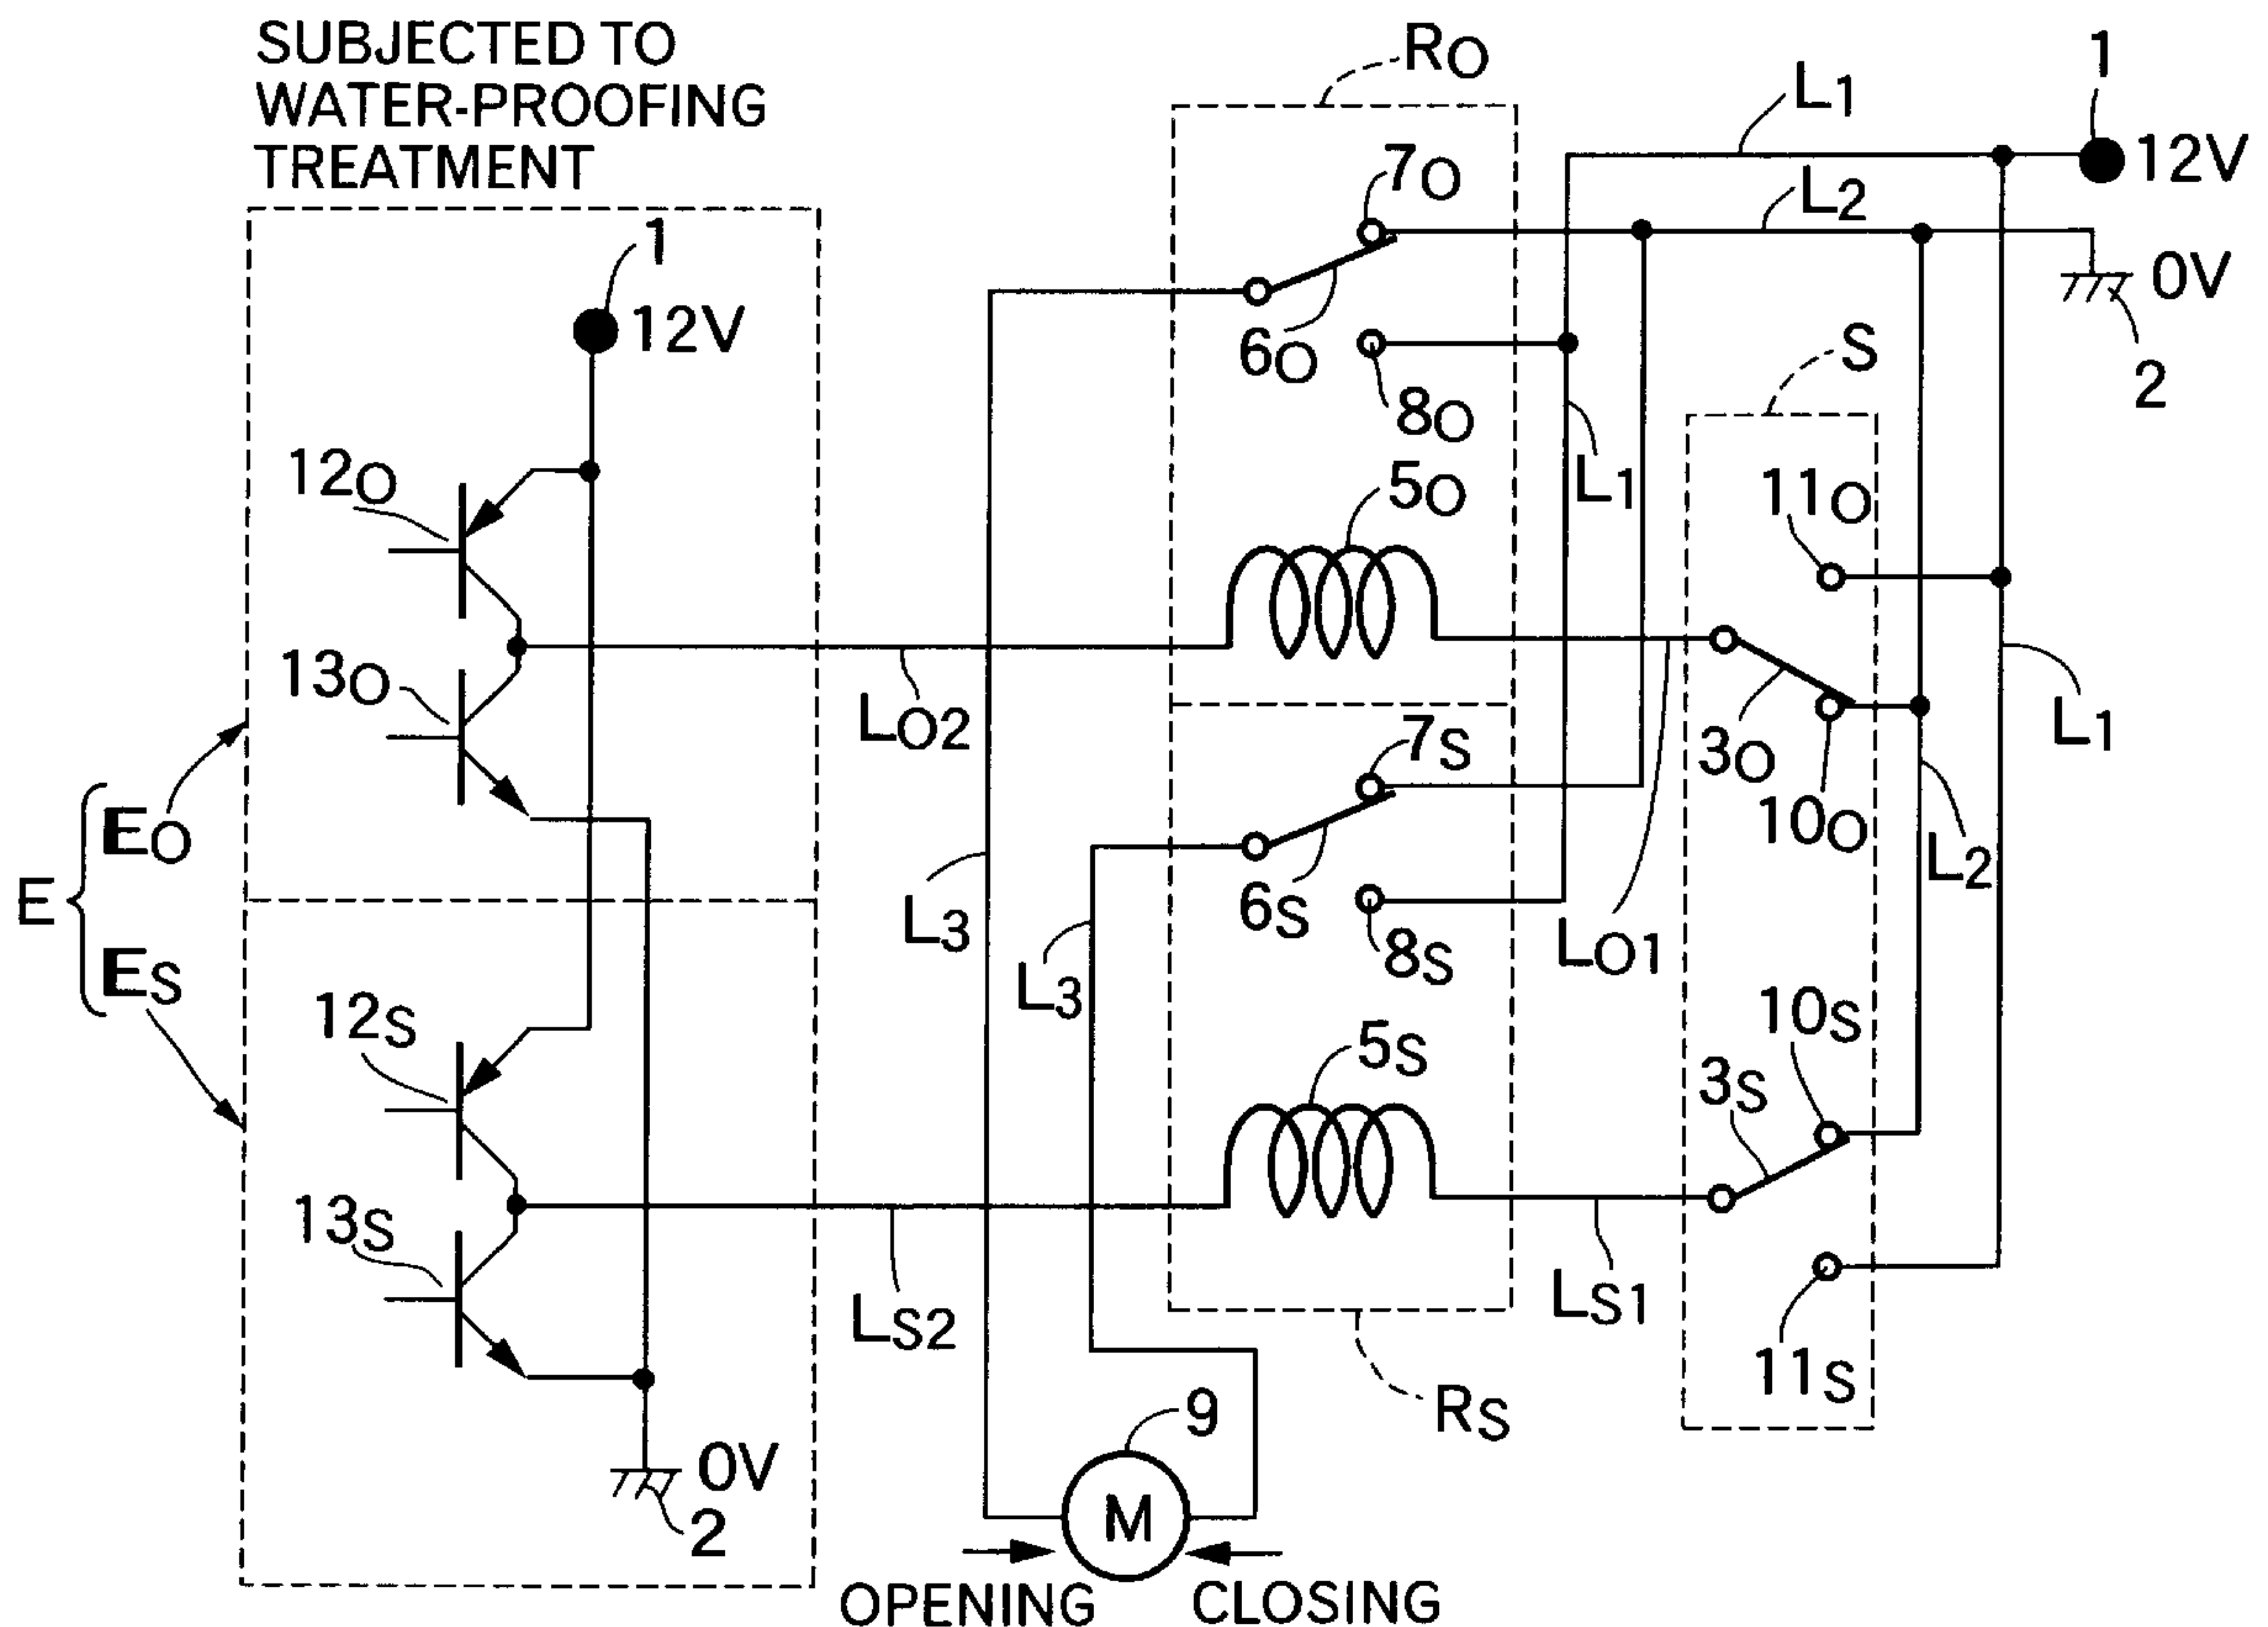 SUBJECTED TO
WATER-PROOFING
TREATMENT
RO
L1
1
12V
7O
L2
0V
2
6O
8O
S
1
12V
L1
5O
11O
12O
13O
LO2
7S
3O
10O
L1
L2
E
EO
ES
L3
6S
8S
LO1
L3
10S
12S
5S
3S
13S
LS2
LS1
11S
RS
9
0V
2
M
OPENING
CLOSING